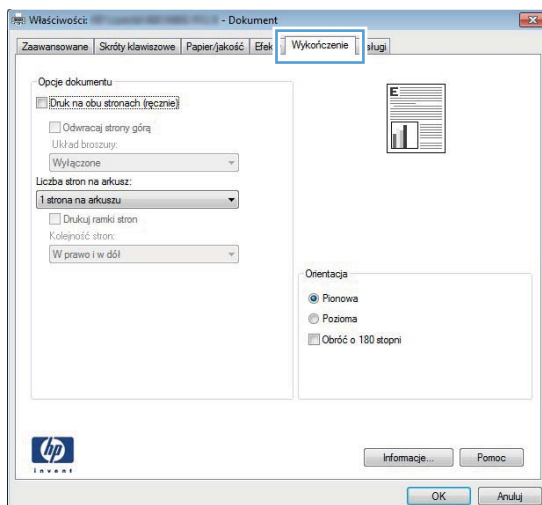 Właściwości: - Dokument
Zaawansowane Skróty klawiszowe Papier/jakość Wykończenie
Opcje dokumentu
Druk na obu stronach (ręcznie)
Odwracaj strony górą
Układ broszury:
Wyłączone
Liczba stron na arkusz:
1 strona na arkuszu
Drukuj ramki stron
Kolejność stron:
W prawo i w dół
E
Orientacja
Pionowa
Pozioma
Obróć o 180 stopni
hp
invent
Informacje... Pomoc
OK Anuluj